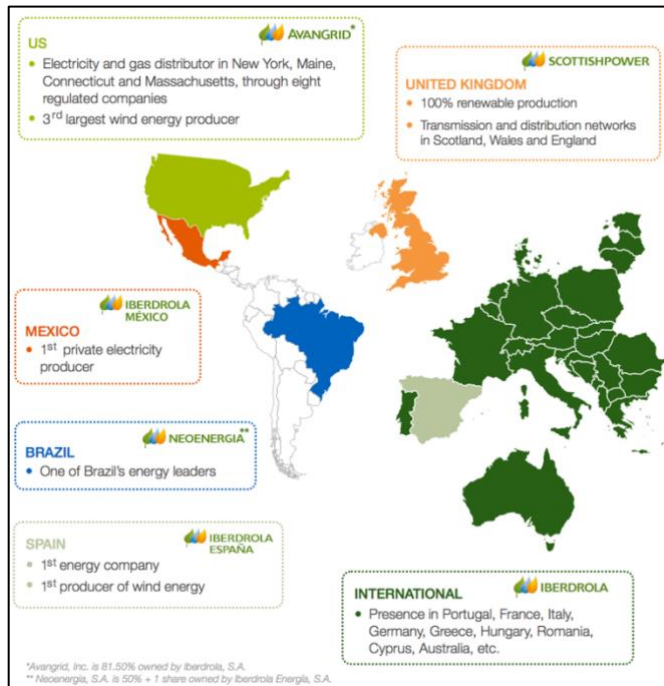 AVANGRID*
US
• Electricity and gas distributor in New York, Maine,
Connecticut and Massachusetts, through eight
regulated companies
• 3rd largest wind energy producer
SCOTTISHPOWER
UNITED KINGDOM
• 100% renewable production
• Transmission and distribution networks
in Scotland, Wales and England
IBERDROLA
MÉXICO
MEXICO
• 1st private electricity
producer
NEOENERGIA**
BRAZIL
• One of Brazil's energy leaders
IBERDROLA
ESPAÑA
SPAIN
• 1st energy company
• 1st producer of wind energy
IBERDROLA
INTERNATIONAL
• Presence in Portugal, France, Italy,
Germany, Greece, Hungary, Romania,
Cyprus, Australia, etc.
*Avangrid, Inc. is 81.50% owned by Iberdrola, S.A.
** Neoenergia, S.A. is 50% + 1 share owned by Iberdrola Energía, S.A.